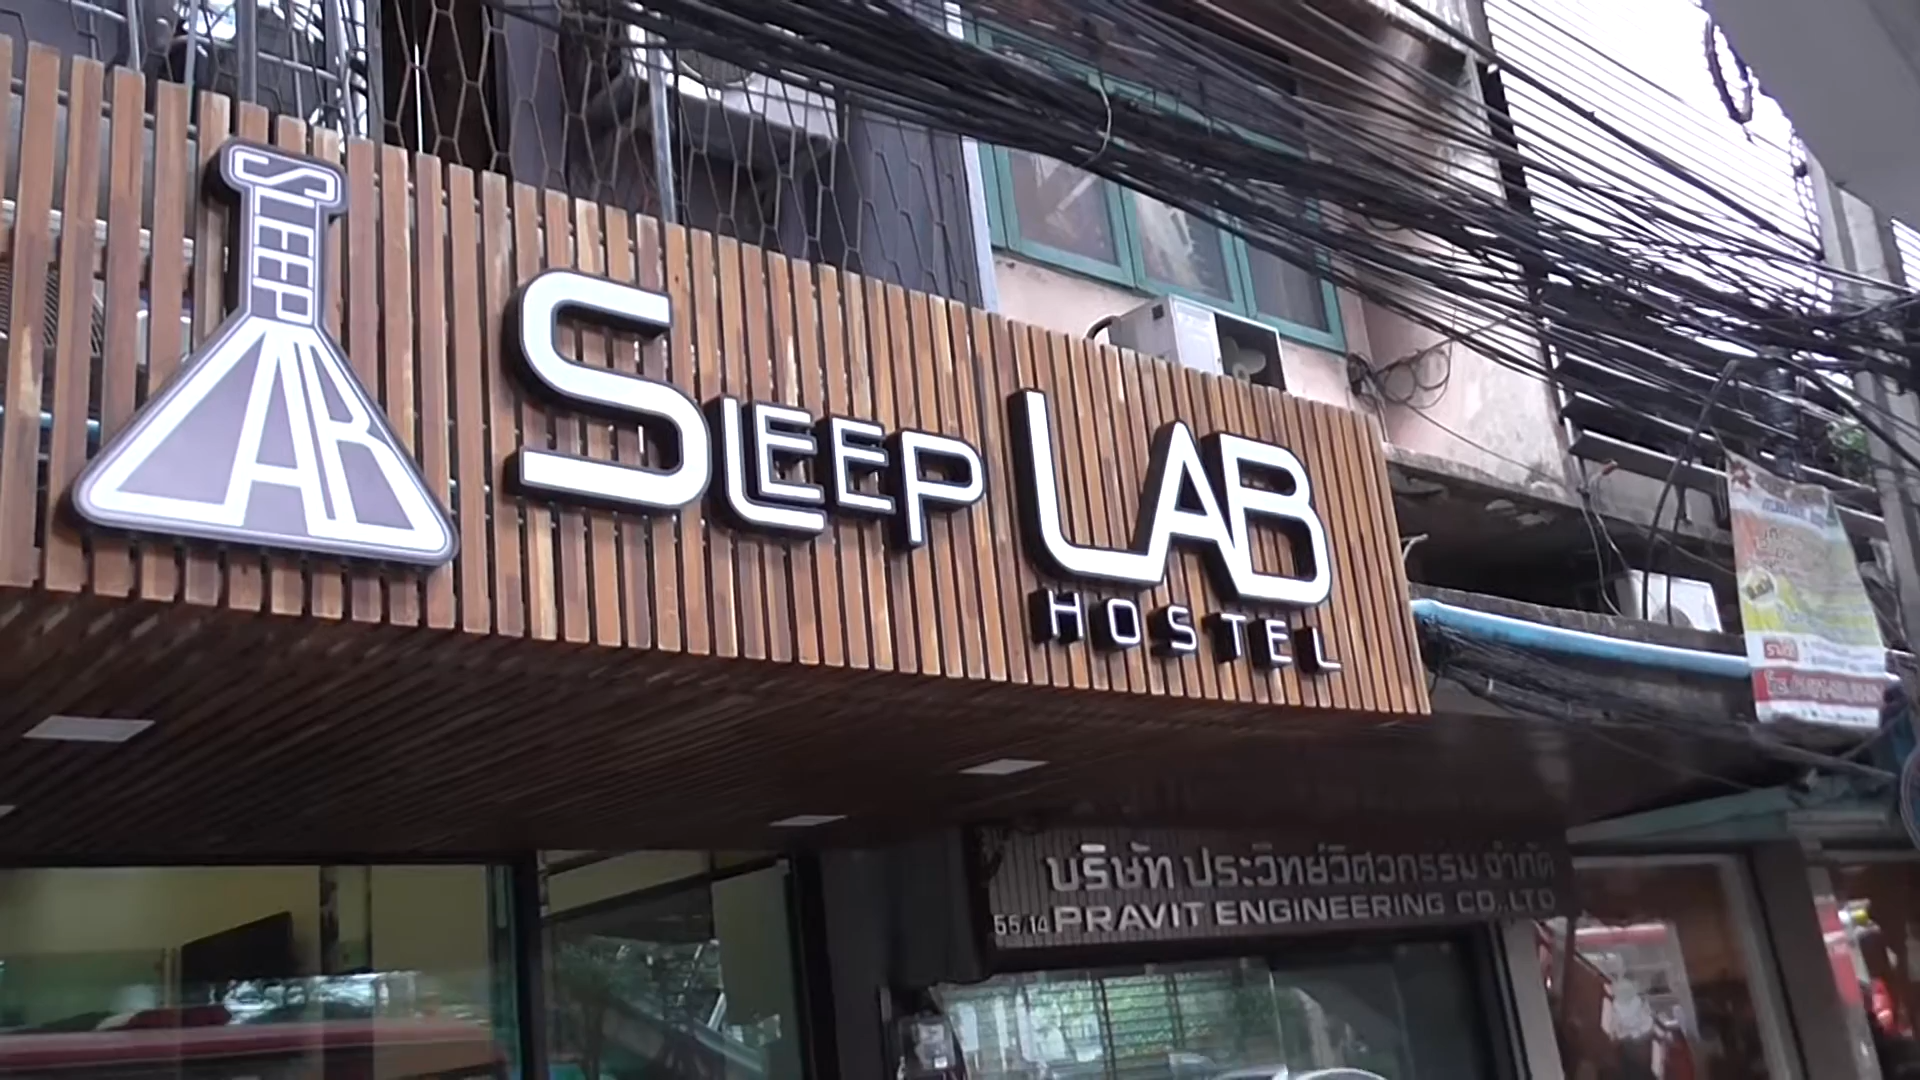 SLEEP
LAB
SLEEP LAB
HOSTEL
บริษัท ประวิทย์วิศวกรรม จำกัด
55/14 PRAVIT ENGINEERING CO.,LTD